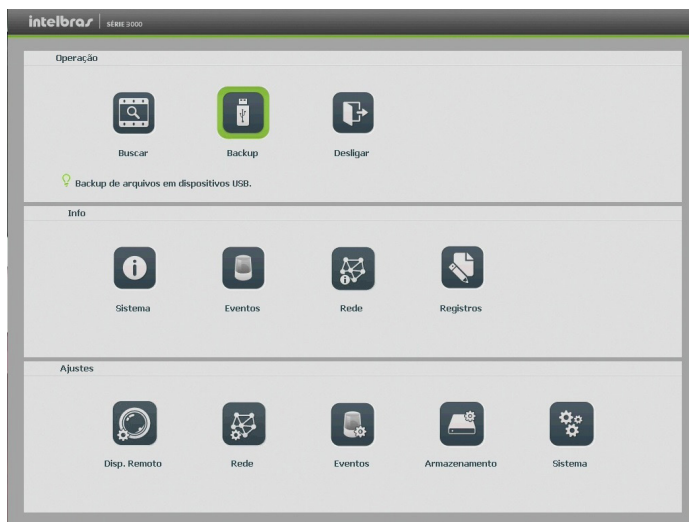 intelbras SÉRIE 3000
Operação
Buscar Backup Desligar
Backup de arquivos em dispositivos USB.
Info
Sistema Eventos Rede Registros
Ajustes
Disp. Remoto Rede Eventos Armazenamento Sistema